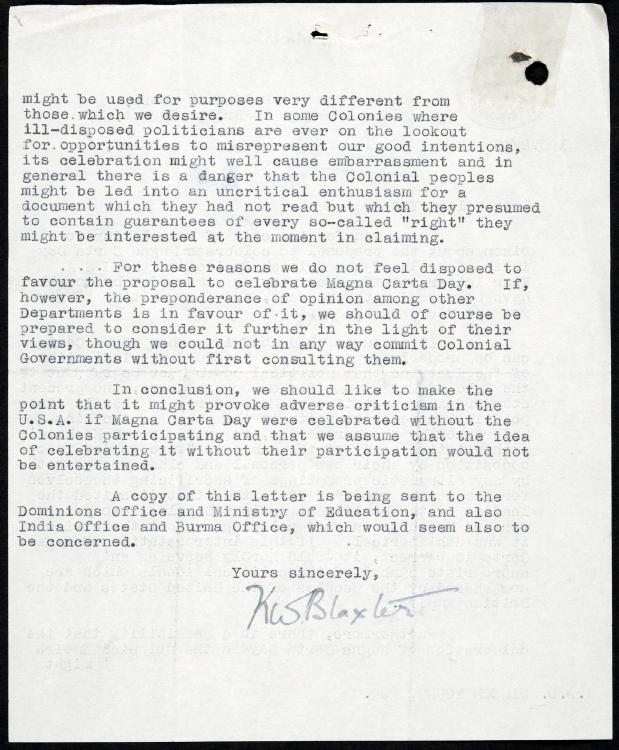 might be used for purposes very different from
those which we desire. In some Colonies where
ill-disposed politicians are ever on the lookout
for opportunities to misrepresent our good intentions,
its celebration might well cause embarrassment and in
general there is a danger that the Colonial peoples
might be led into an uncritical enthusiasm for a
document which they had not read but which they presumed
to contain guarantees of every so-called "right" they
might be interested at the moment in claiming.
For these reasons we do not feel disposed to
favour the proposal to celebrate Magna Carta Day. If,
however, the preponderance of opinion among other
Departments is in favour of it, we should of course be
prepared to consider it further in the light of their
views, though we could not in any way commit Colonial
Governments without first consulting them.
In conclusion, we should like to make the
point that it might provoke adverse criticism in the
U.S.A. if Magna Carta Day were celebrated without the
Colonies participating and that we assume that the idea
of celebrating it without their participation would not
be entertained.
A copy of this letter is being sent to the
Dominions Office and Ministry of Education, and also
India Office and Burma Office, which would seem also to
be concerned.
Yours sincerely,
KW Blaxter